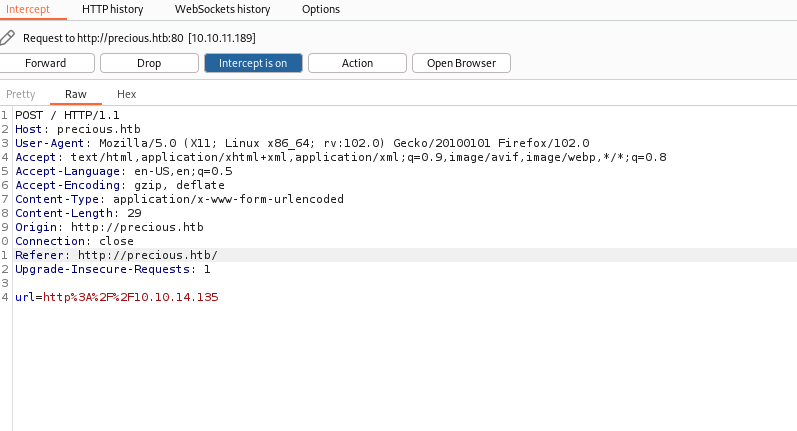 Intercept HTTP history WebSockets history Options
Request to http://precious.htb:80 [10.10.11.189]
Forward Drop Intercept is on Action Open Browser
Pretty Raw Hex
1 POST / HTTP/1.1
2 Host: precious.htb
3 User-Agent: Mozilla/5.0 (X11; Linux x86_64; rv:102.0) Gecko/20100101 Firefox/102.0
4 Accept: text/html,application/xhtml+xml,application/xml;q=0.9,image/avif,image/webp,*/*;q=0.8
5 Accept-Language: en-US,en;q=0.5
6 Accept-Encoding: gzip, deflate
7 Content-Type: application/x-www-form-urlencoded
8 Content-Length: 29
9 Origin: http://precious.htb
0 Connection: close
1 Referer: http://precious.htb/
2 Upgrade-Insecure-Requests: 1
3
4 url=http%3A%2F%2F10.10.14.135